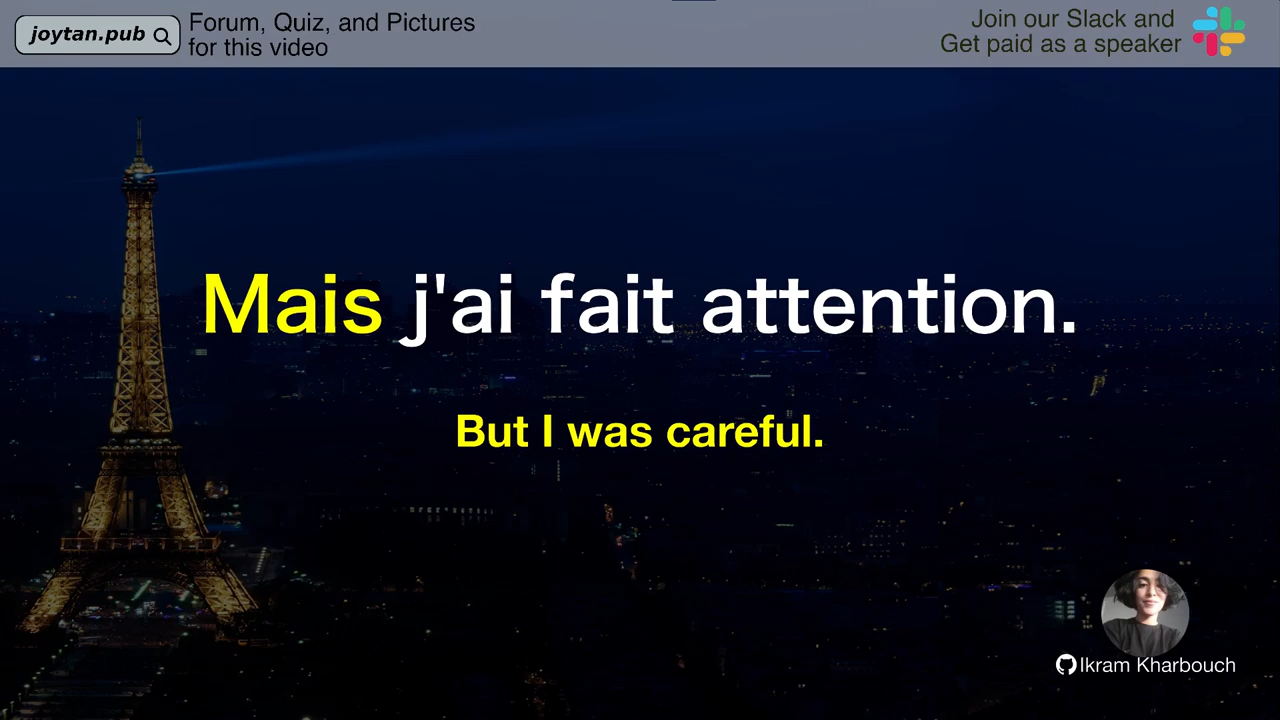 joytan.pub
Forum, Quiz, and Pictures
for this video
Join our Slack and
Get paid as a speaker
Mais j'ai fait attention.
But I was careful.
Ikram Kharbouch